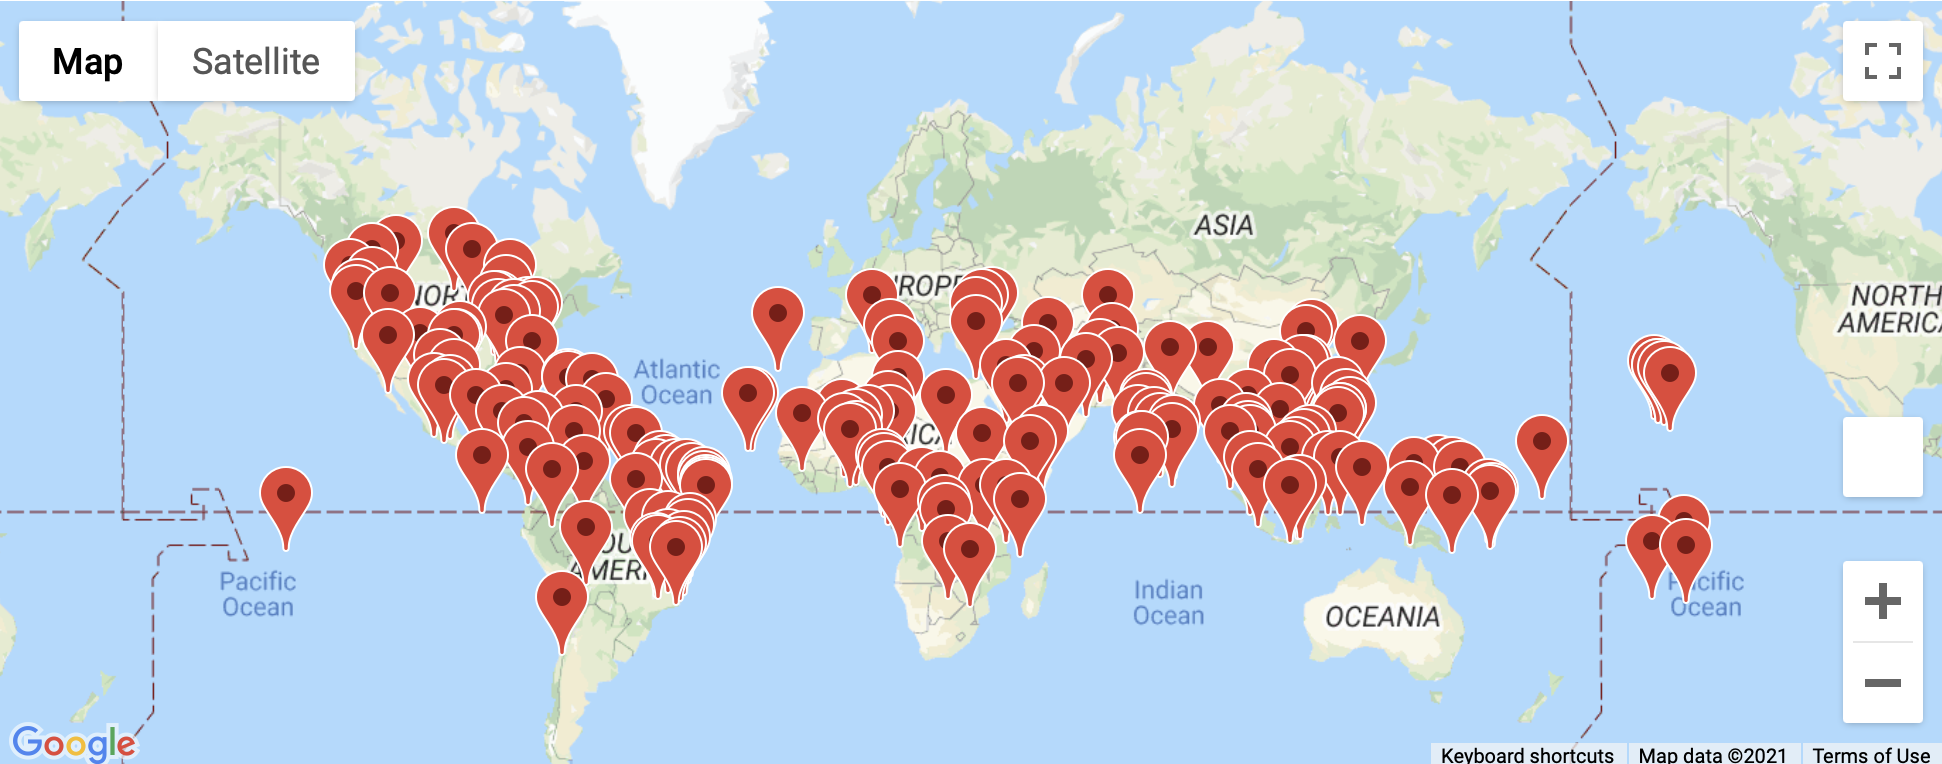 Map
Satellite
ASIA
NORTH
AMERICA
Atlantic
Ocean
OCEANIA
Indian
Ocean
Pacific
Ocean
Pacific
Ocean
Google
Keyboard shortcuts
Map data ©2021
Terms of Use